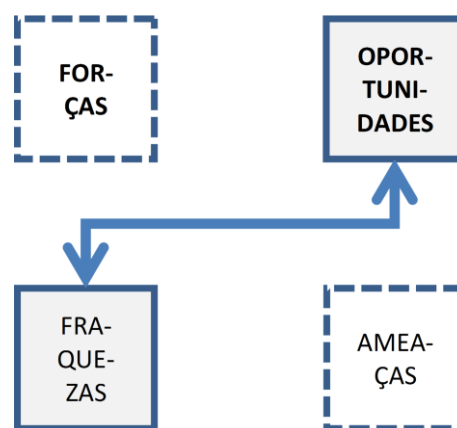 FOR-
ÇAS
OPOR-
TUNI-
DADES
FRA-
QUE-
ZAS
AMEA-
ÇAS